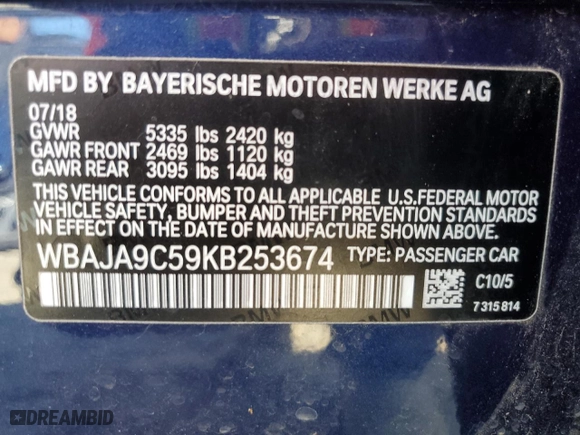 MFD BY BAYERISCHE MOTOREN WERKE AG
07/18
GVWR 5335 lbs 2420 kg
GAWR FRONT 2469 lbs 1120 kg
GAWR REAR 3095 lbs 1404 kg
THIS VEHICLE CONFORMS TO ALL APPLICABLE U.S.FEDERAL MOTOR
VEHICLE SAFETY, BUMPER AND THEFT PREVENTION STANDARDS
IN EFFECT ON THE DATE OF MANUFACTURE SHOWN ABOVE:
WBAJA9C59KB253674 TYPE: PASSENGER CAR
C10/5
7315814
DREAMBID